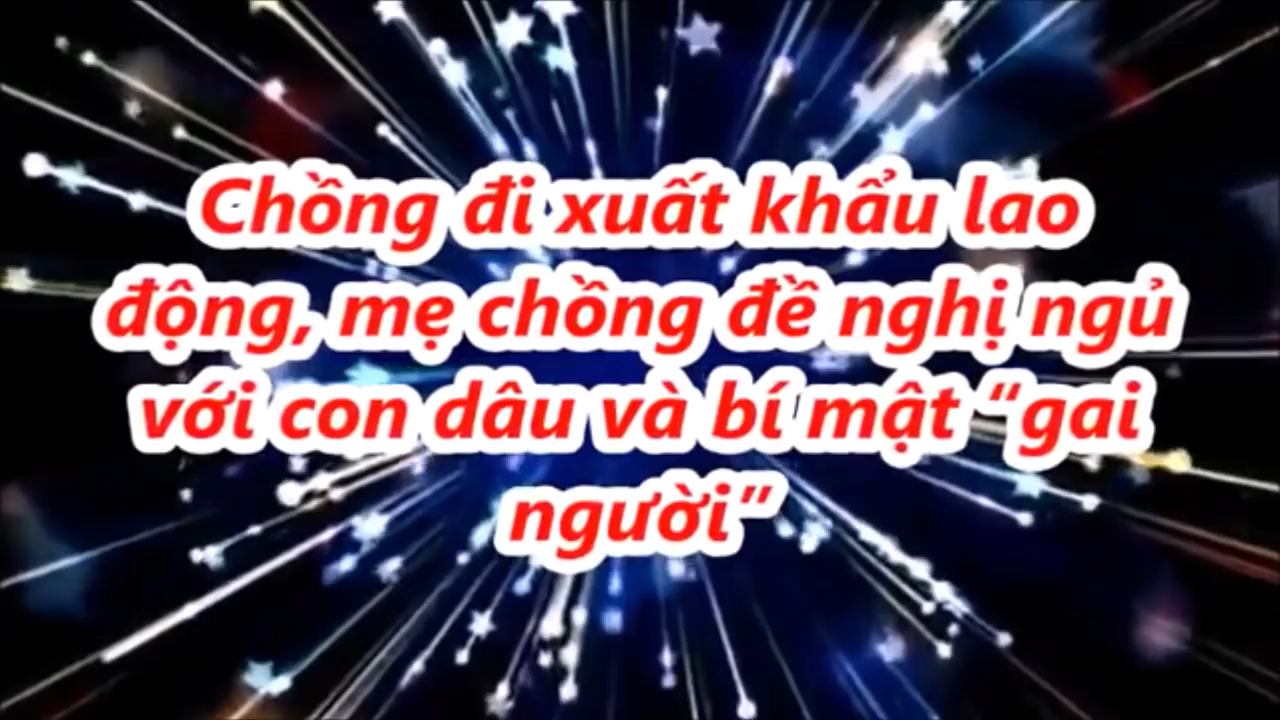 Chồng đi xuất khẩu lao
động, mẹ chồng đề nghị ngủ
với con dâu và bí mật “gai
người”